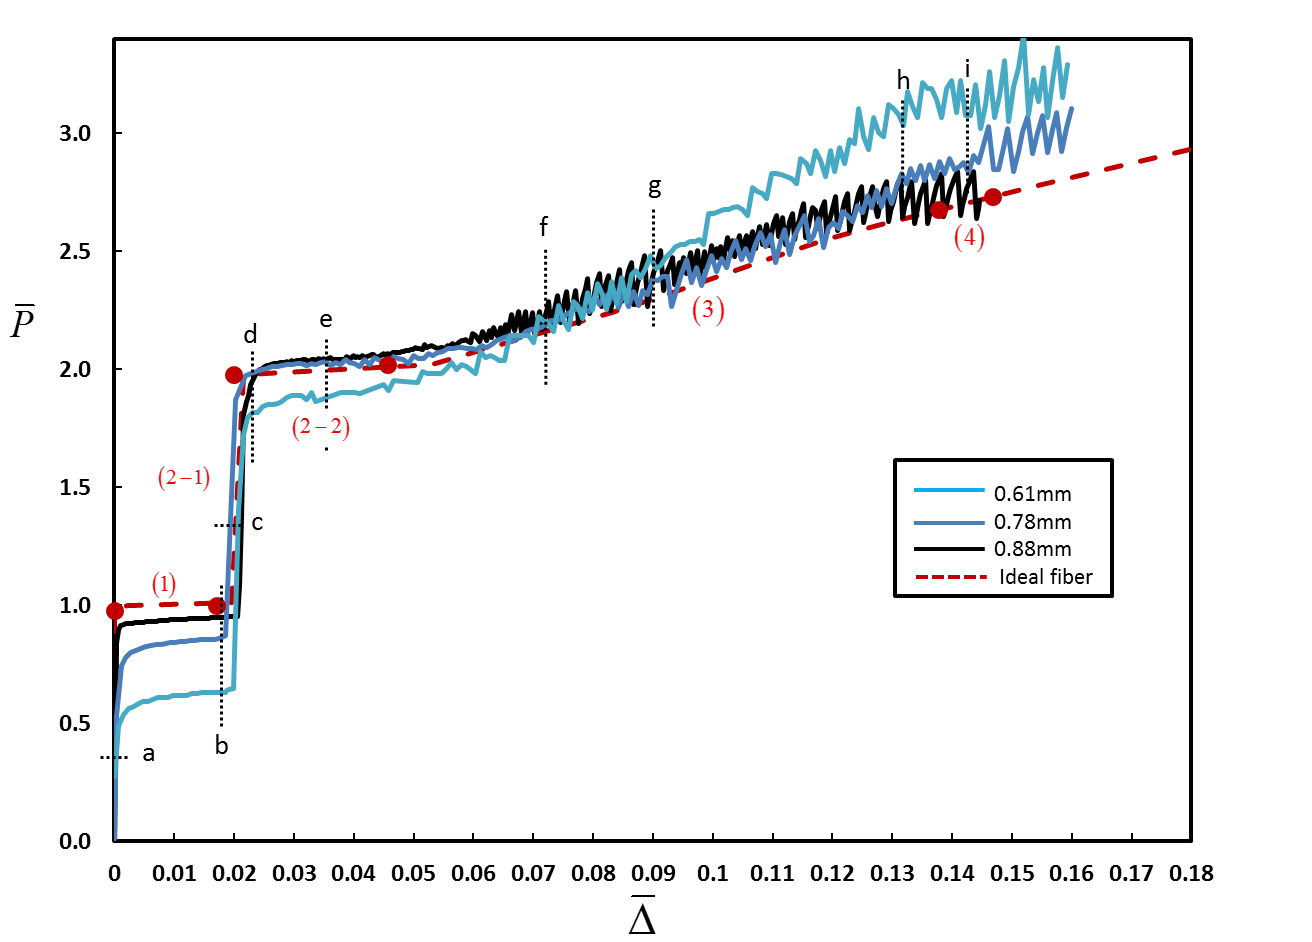 h
i
3.0
g
f
2.5
(4)
P̅
(3)
e
d
2.0
(2−2)
(2−1)
1.5
0.61mm
c
0.78mm
0.88mm
(1)
Ideal fiber
1.0
0.5
a
b
0.0
0 0.01 0.02 0.03 0.04 0.05 0.06 0.07 0.08 0.09 0.1 0.11 0.12 0.13 0.14 0.15 0.16 0.17 0.18
Δ̅